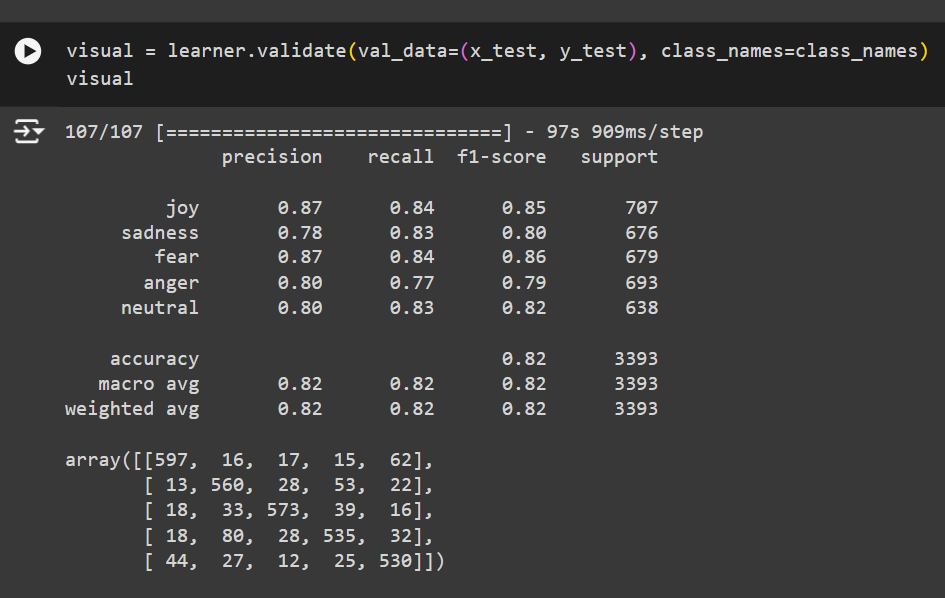 visual = learner.validate(val_data=(x_test, y_test), class_names=class_names)
visual
107/107 [==============================] - 97s 909ms/step
              precision    recall  f1-score   support

         joy       0.87      0.84      0.85       707
     sadness       0.78      0.83      0.80       676
        fear       0.87      0.84      0.86       679
       anger       0.80      0.77      0.79       693
     neutral       0.80      0.83      0.82       638

    accuracy                           0.82      3393
   macro avg       0.82      0.82      0.82      3393
weighted avg       0.82      0.82      0.82      3393

array([[597,  16,  17,  15,  62],
       [ 13, 560,  28,  53,  22],
       [ 18,  33, 573,  39,  16],
       [ 18,  80,  28, 535,  32],
       [ 44,  27,  12,  25, 530]])